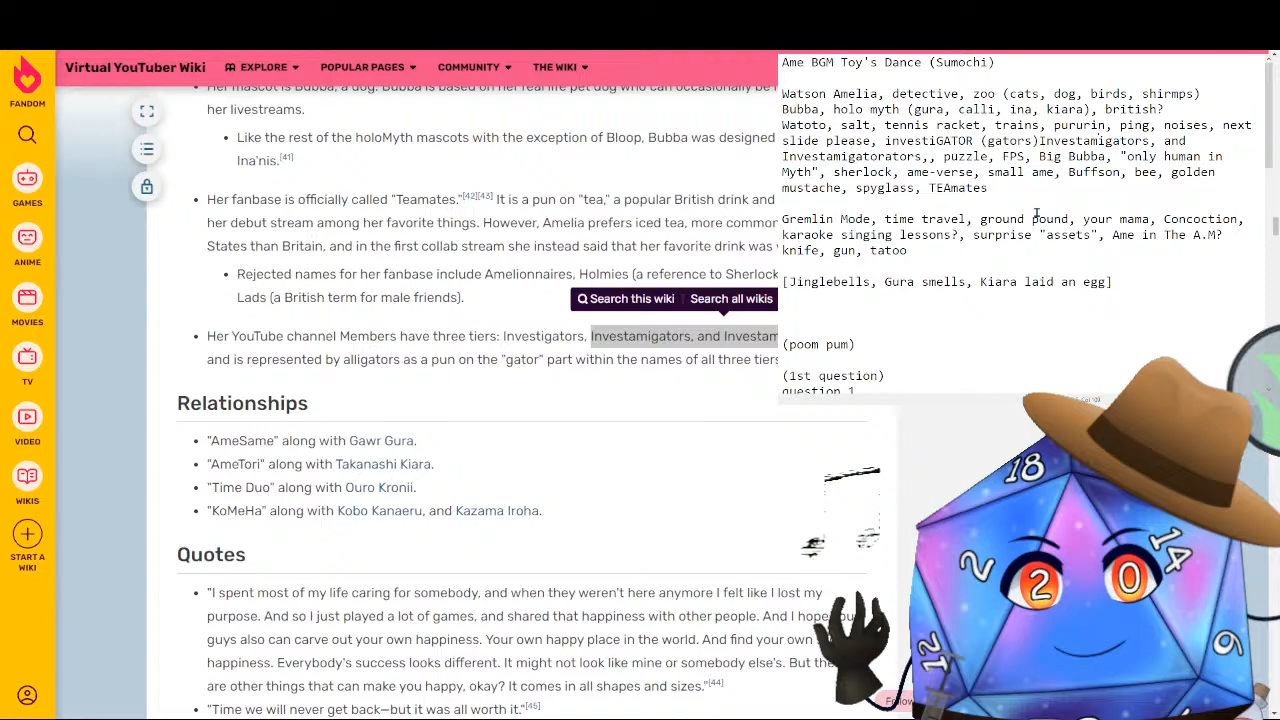 FANDOM
GAMES
ANIME
MOVIES
TV
VIDEO
WIKIS
START A
WIKI
Virtual YouTuber Wiki
EXPLORE
POPULAR PAGES
COMMUNITY
THE WIKI
Her mascot is Bubba, a dog. Bubba is based on her real life pet dog who can occasionally be
her livestreams.
Like the rest of the holoMyth mascots with the exception of Bloop, Bubba was designed
Ina'nis.[41]
Her fanbase is officially called "Teamates."[42][43] It is a pun on "tea," a popular British drink and
her debut stream among her favorite things. However, Amelia prefers iced tea, more common
States than Britain, and in the first collab stream she instead said that her favorite drink was
Rejected names for her fanbase include Amelionnaires, Holmies (a reference to Sherlock
Lads (a British term for male friends).
Search this wiki
Search all wikis
Her YouTube channel Members have three tiers: Investigators, Investamigators, and Investam
and is represented by alligators as a pun on the "gator" part within the names of all three tiers
Relationships
"AmeSame" along with Gawr Gura.
"AmeTori" along with Takanashi Kiara.
"Time Duo" along with Ouro Kronii.
"KoMeHa" along with Kobo Kanaeru, and Kazama Iroha.
Quotes
"I spent most of my life caring for somebody, and when they weren't here anymore I felt like I lost my
purpose. And so I just played a lot of games, and shared that happiness with other people. And I hope you
guys also can carve out your own happiness. Your own happy place in the world. And find your own
happiness. Everybody's success looks different. It might not look like mine or somebody else's. But the
are other things that can make you happy, okay? It comes in all shapes and sizes."[44]
"Time we will never get back—but it was all worth it."[45]
Ame BGM Toy's Dance (Sumochi)
Watson Amelia, detective, zoo (cats, dog, birds, shirmps)
Bubba, holo myth (gura, calli, ina, kiara), british?
Watoto, salt, tennis racket, trains, pururin, ping, noises, next
slide please, investiGATOR (gators)Investigators, and
Investamigatorators,, puzzle, FPS, Big Bubba, "only human in
Myth", sherlock, ame-verse, small ame, Buffson, bee, golden
mustache, spyglass, TEAmates
Gremlin Mode, time travel, ground pound, your mama, Concoction,
karaoke singing lessons?, surprise "assets", Ame in The A.M?
knife, gun, tatoo
[Jinglebells, Gura smells, Kiara laid an egg]
(poom pum)
(1st question)
question 1
18
2
2
0
14
12
9
Follow